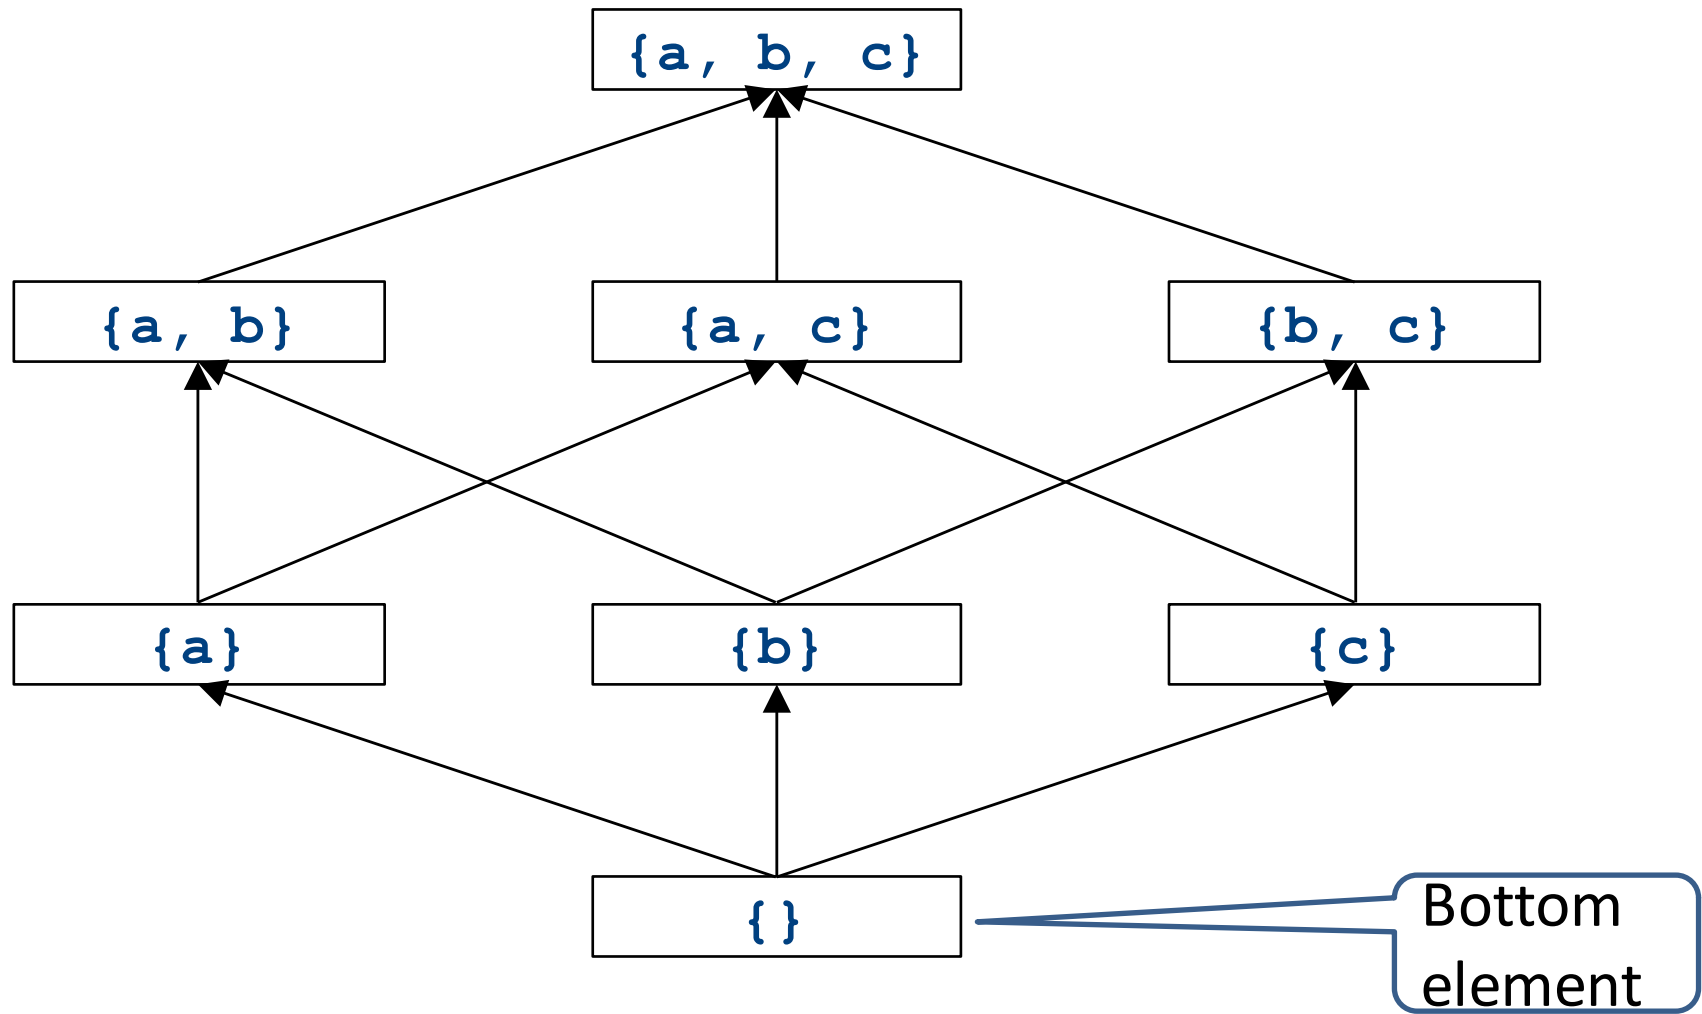 {a, b, c}
{a, b}
{a, c}
{b, c}
{a}
{b}
{c}
{}
Bottom
element